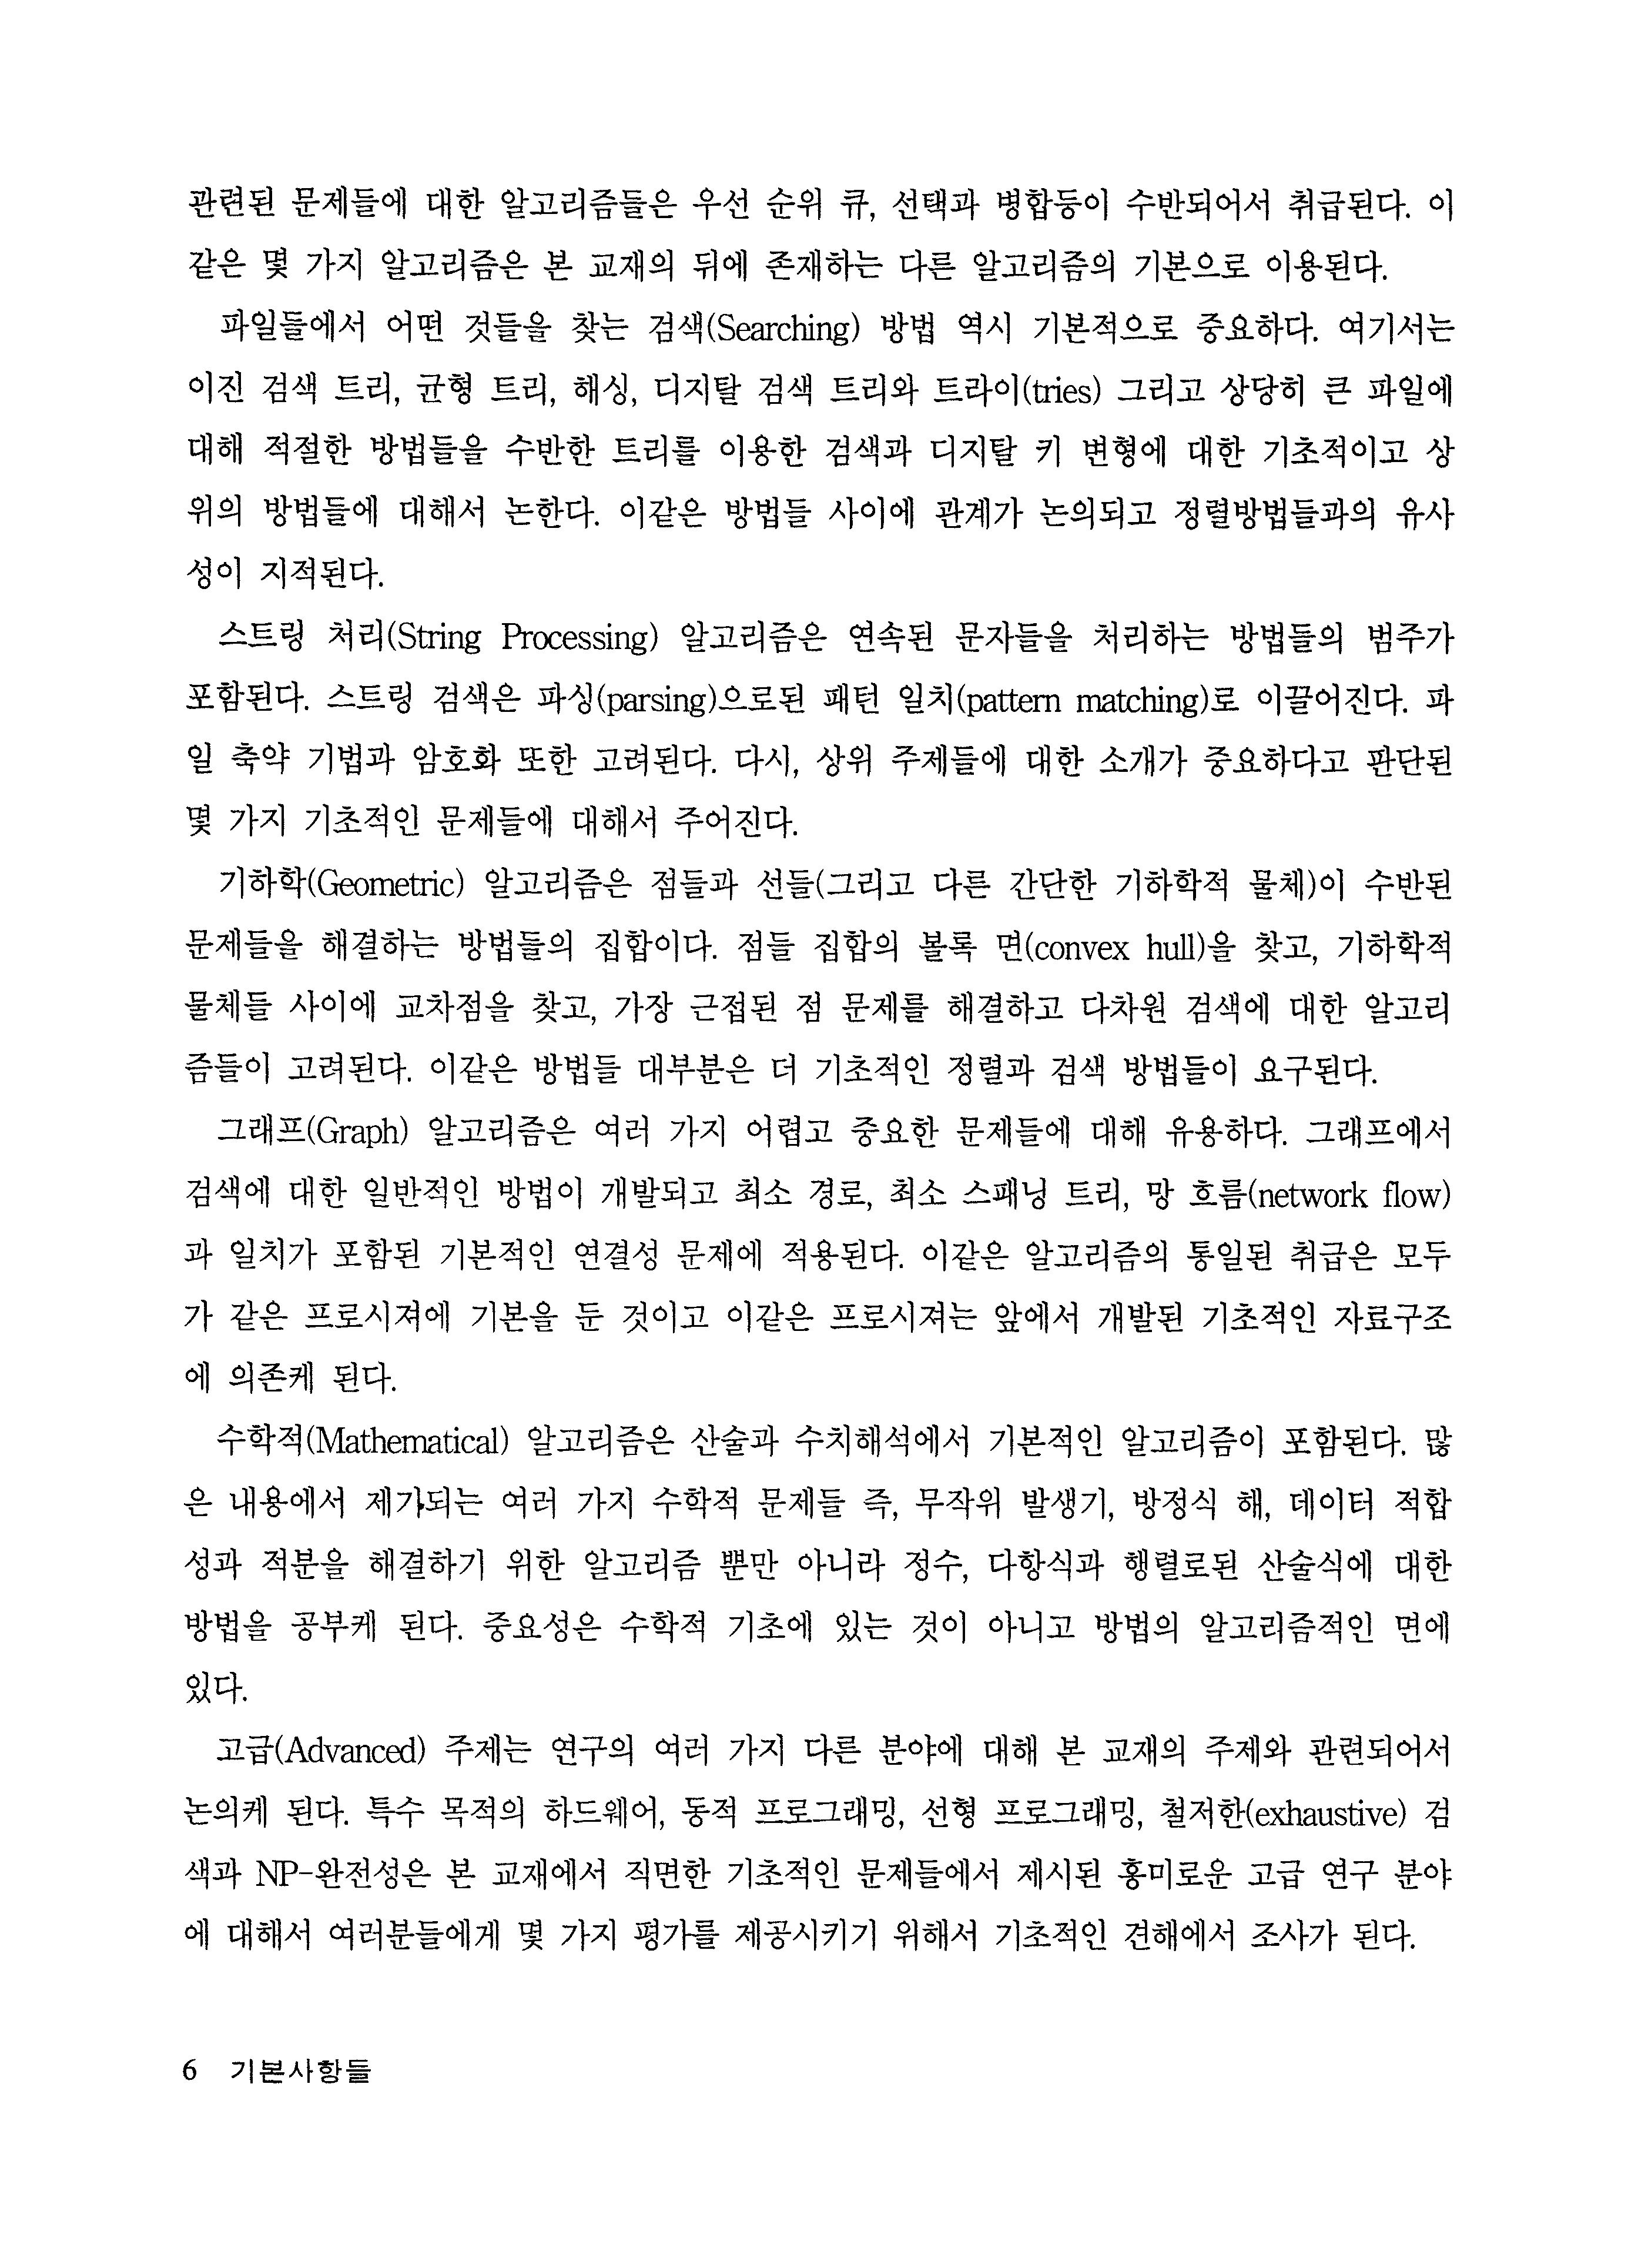 관련된 문제들에 대한 알고리즘들은 우선 순위 큐, 선택과 병합등이 수반되어서 취급된다. 이
같은 몇 가지 알고리즘은 본 교재의 뒤에 존재하는 다른 알고리즘의 기본으로 이용된다.
파일들에서 어떤 것들을 찾는 검색(Searching) 방법 역시 기본적으로 중요하다. 여기서는
이진 검색 트리, 균형 트리, 해싱, 디지탈 검색 트리와 트라이(tries) 그리고 상당히 큰 파일에
대해 적절한 방법들을 수반한 트리를 이용한 검색과 디지탈 키 변형에 대한 기초적이고 상
위의 방법들에 대해서 논한다. 이같은 방법들 사이에 관계가 논의되고 정렬방법들과의 유사
성이 지적된다.
스트링 처리(String Processing) 알고리즘은 연속된 문자들을 처리하는 방법들의 범주가
포함된다. 스트링 검색은 파싱(parsing)으로된 패턴 일치(pattern matching)로 이끌어진다. 파
일 축약 기법과 암호화 또한 고려된다. 다시, 상위 주제들에 대한 소개가 중요하다고 판단된
몇 가지 기초적인 문제들에 대해서 주어진다.
기하학(Geometric) 알고리즘은 점들과 선들(그리고 다른 간단한 기하학적 물체)이 수반된
문제들을 해결하는 방법들의 집합이다. 점들 집합의 볼록 면(convex hull)을 찾고, 기하학적
물체들 사이에 교차점을 찾고, 가장 근접된 점 문제를 해결하고 다차원 검색에 대한 알고리
즘들이 고려된다. 이같은 방법들 대부분은 더 기초적인 정렬과 검색 방법들이 요구된다.
그래프(Graph) 알고리즘은 여러 가지 어렵고 중요한 문제들에 대해 유용하다. 그래프에서
검색에 대한 일반적인 방법이 개발되고 최소 경로, 최소 스패닝 트리, 망 흐름(network flow)
과 일치가 포함된 기본적인 연결성 문제에 적용된다. 이같은 알고리즘의 통일된 취급은 모두
가 같은 프로시져에 기본을 둔 것이고 이같은 프로시져는 앞에서 개발된 기초적인 자료구조
에 의존케 된다.
수학적(Mathematical) 알고리즘은 산술과 수치해석에서 기본적인 알고리즘이 포함된다. 많
은 내용에서 제기되는 여러 가지 수학적 문제들 즉, 무작위 발생기, 방정식 해, 데이터 적합
성과 적분을 해결하기 위한 알고리즘 뿐만 아니라 정수, 다항식과 행렬로된 산술식에 대한
방법을 공부케 된다. 중요성은 수학적 기초에 있는 것이 아니고 방법의 알고리즘적인 면에
있다.
고급(Advanced) 주제는 연구의 여러 가지 다른 분야에 대해 본 교재의 주제와 관련되어서
논의케 된다. 특수 목적의 하드웨어, 동적 프로그래밍, 선형 프로그래밍, 철저한(exhaustive) 검
색과 NP-완전성은 본 교재에서 직면한 기초적인 문제들에서 제시된 흥미로운 고급 연구 분야
에 대해서 여러분들에게 몇 가지 평가를 제공시키기 위해서 기초적인 견해에서 조사가 된다.
6 기본사항들